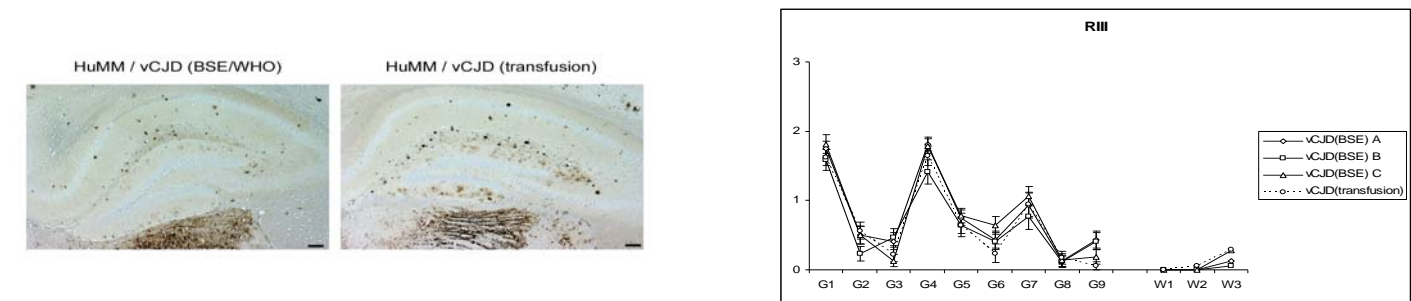 HuMM / vCJD (BSE/WHO)
HuMM / vCJD (transfusion)
RIII
3
2
1
0
G1 G2 G3 G4 G5 G6 G7 G8 G9 W1 W2 W3
vCJD(BSE) A
vCJD(BSE) B
vCJD(BSE) C
vCJD(transfusion)